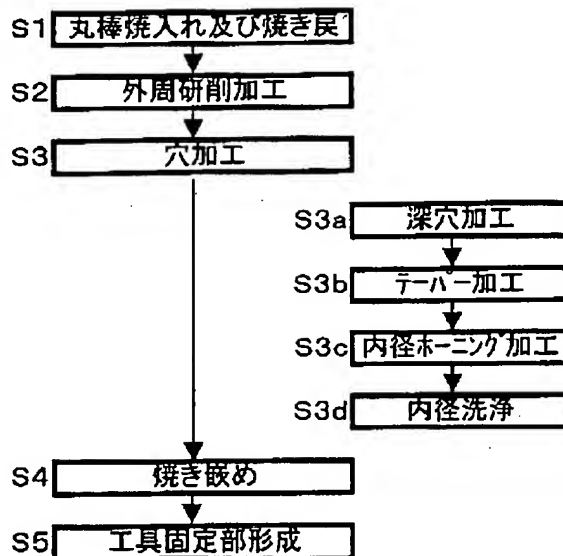 S1 丸棒焼入れ及び焼き戻
S2 外周研削加工
S3 穴加工
S3a 深穴加工
S3b テーパー加工
S3c 内径ホーニング加工
S3d 内径洗浄
S4 焼き嵌め
S5 工具固定部形成